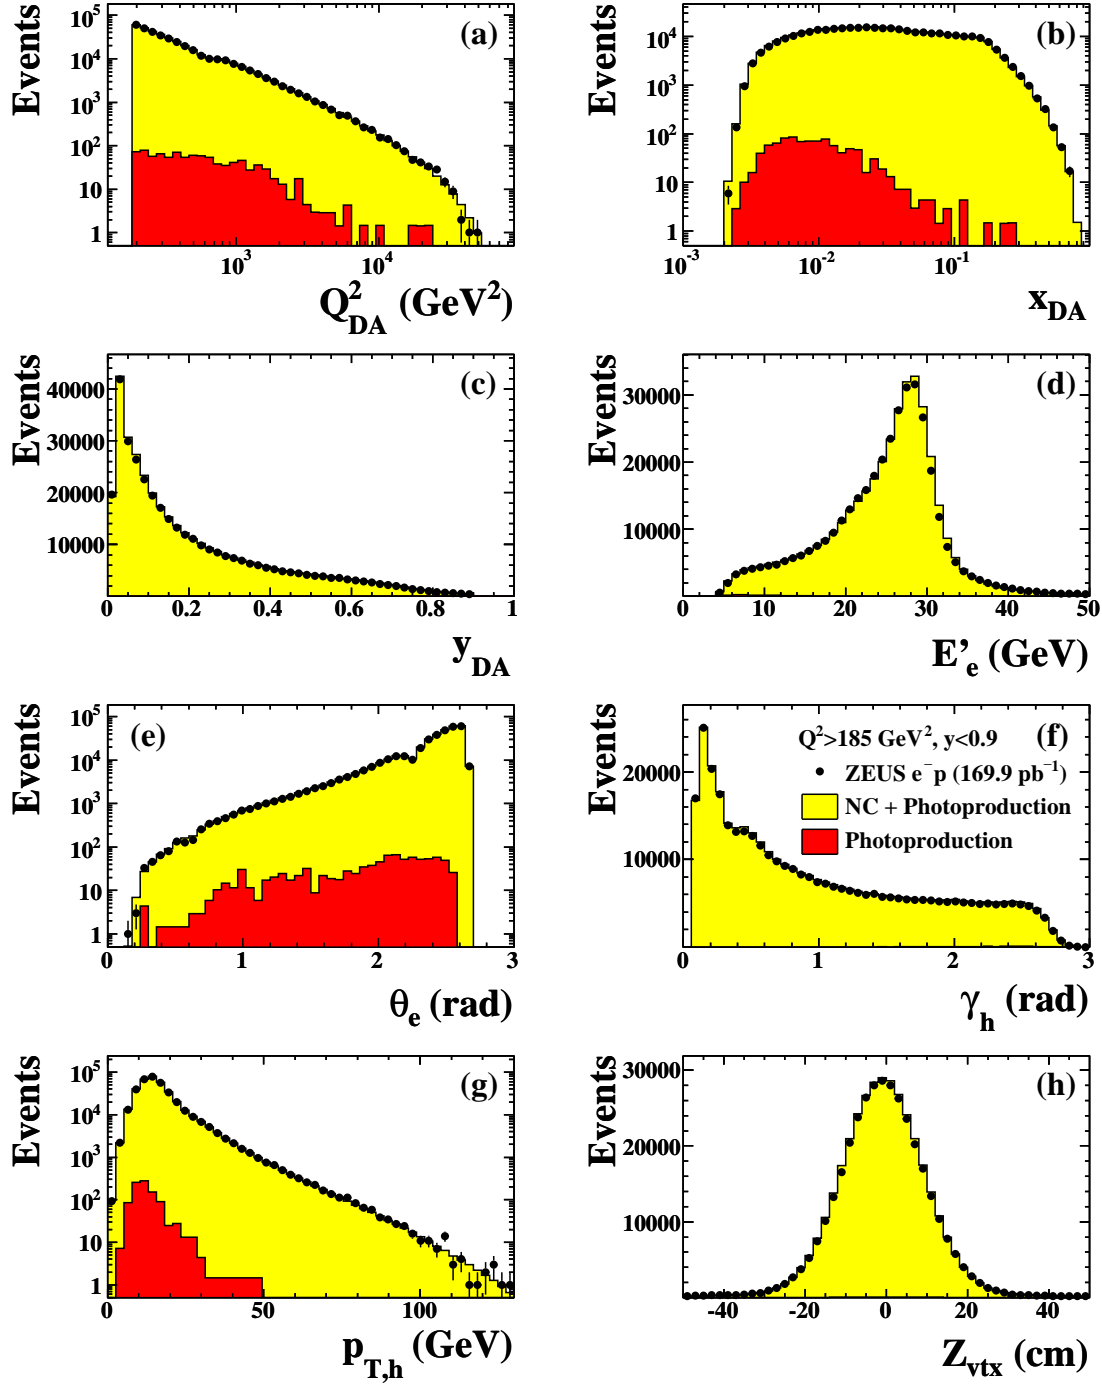 Events
(a)
10^5
10^4
10^3
10^2
10
1
10^3 10^4
Q^2_DA (GeV^2)
Events
(b)
10^4
10^3
10^2
10
1
10^-3 10^-2 10^-1
x_DA
Events
(c)
40000
30000
20000
10000
0 0.2 0.4 0.6 0.8 1
y_DA
Events
(d)
30000
20000
10000
0 10 20 30 40 50
E'_e (GeV)
Events
(e)
10^5
10^4
10^3
10^2
10
1
0 1 2 3
θ_e (rad)
Events
(f)
Q^2>185 GeV^2, y<0.9
ZEUS e^−p (169.9 pb^−1)
NC + Photoproduction
Photoproduction
20000
10000
0 1 2 3
γ_h (rad)
Events
(g)
10^5
10^4
10^3
10^2
10
1
0 50 100
p_T,h (GeV)
Events
(h)
30000
20000
10000
-40 -20 0 20 40
Z_vtx (cm)